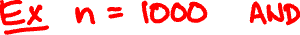 Ex n = 1000 AND